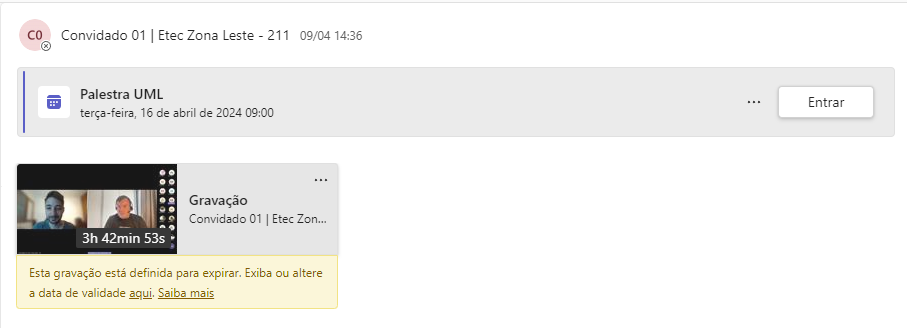 C0 Convidado 01 | Etec Zona Leste - 211 09/04 14:36
Palestra UML
terça-feira, 16 de abril de 2024 09:00
... Entrar
...
Gravação
Convidado 01 | Etec Zon...
3h 42min 53s
Esta gravação está definida para expirar. Exiba ou altere
a data de validade aqui. Saiba mais